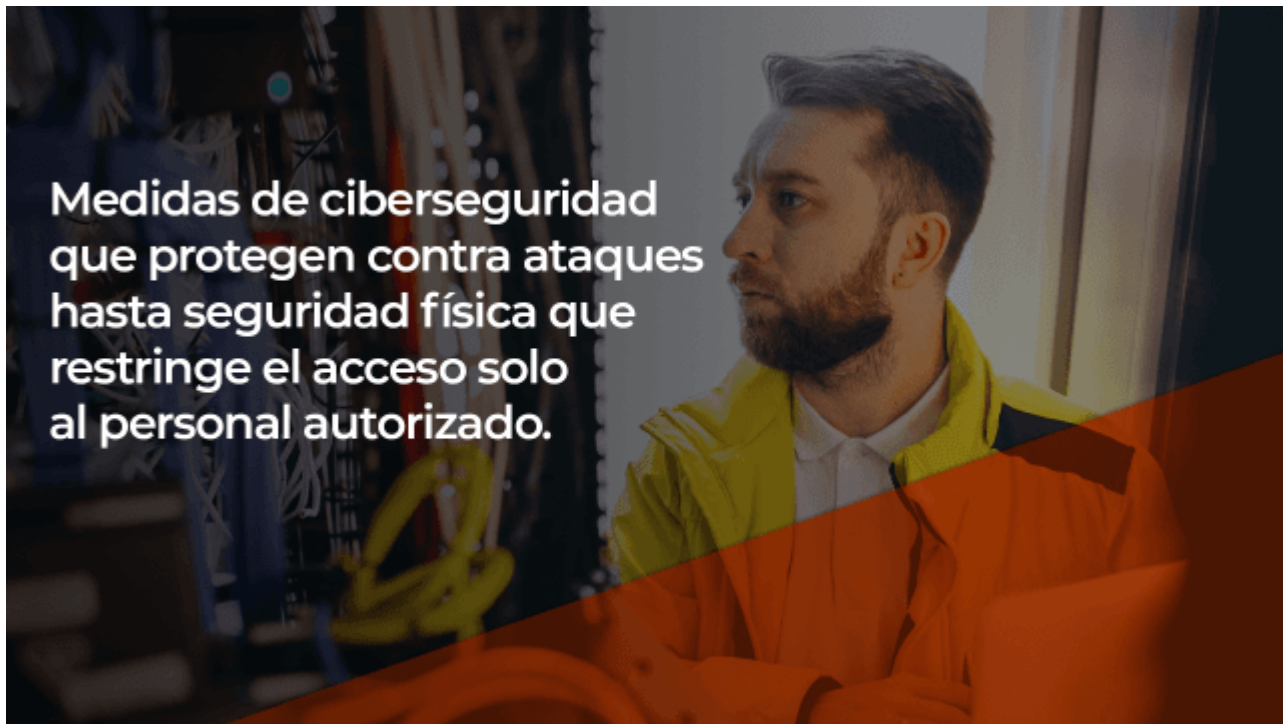 Medidas de ciberseguridad
que protegen contra ataques
hasta seguridad física que
restringe el acceso solo
al personal autorizado.